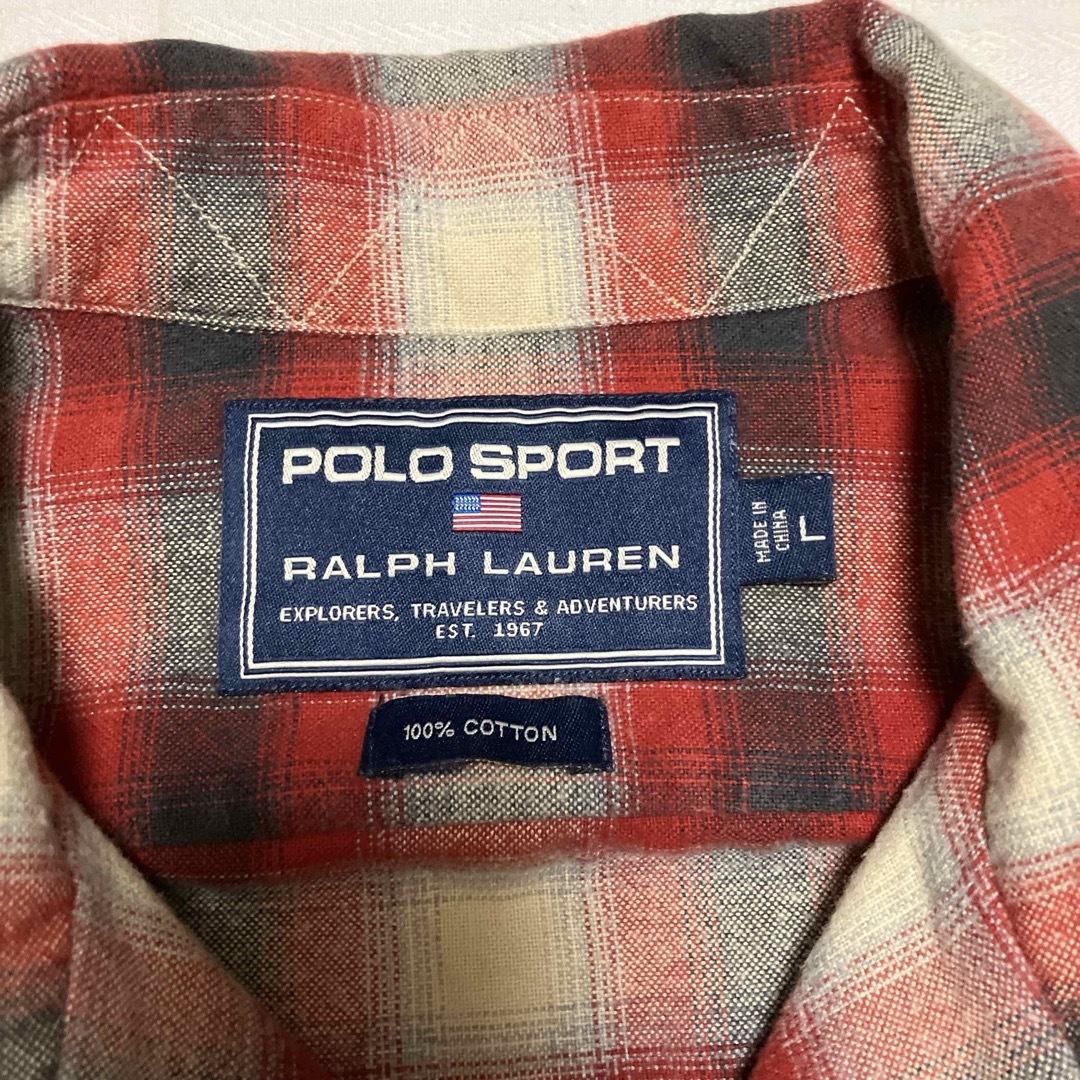 POLO SPORT
RALPH LAUREN
EXPLORERS, TRAVELERS & ADVENTURERS
EST. 1967
MADE IN
CHINA
L
100% COTTON